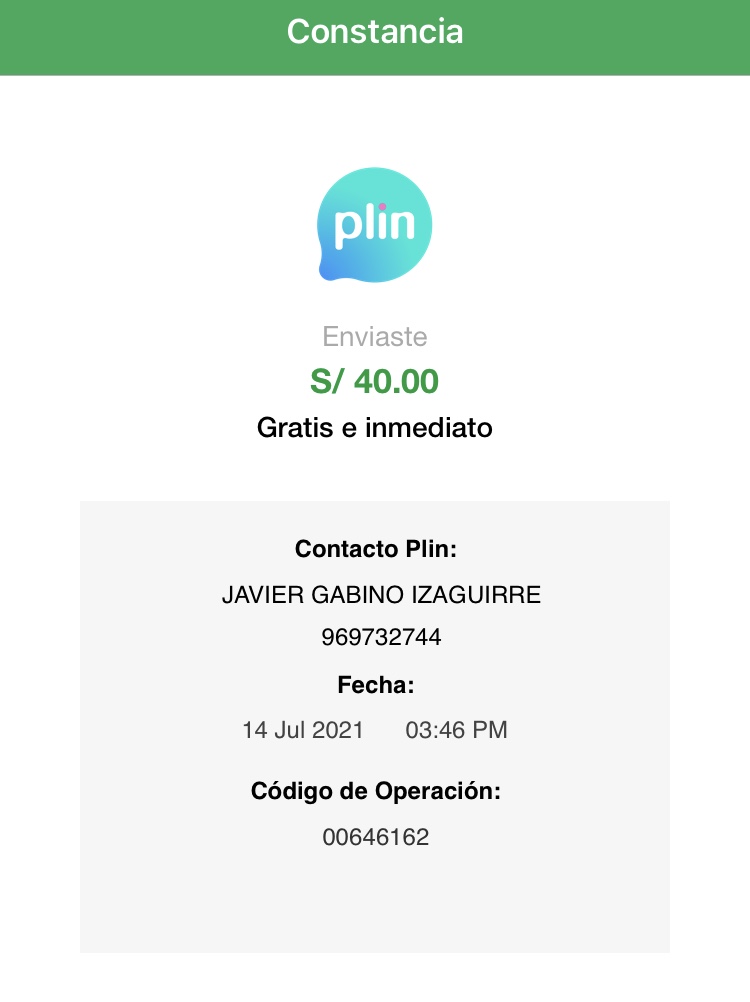 Constancia
plin
Enviaste
S/ 40.00
Gratis e inmediato
Contacto Plin:
JAVIER GABINO IZAGUIRRE
969732744
Fecha:
14 Jul 2021 03:46 PM
Código de Operación:
00646162